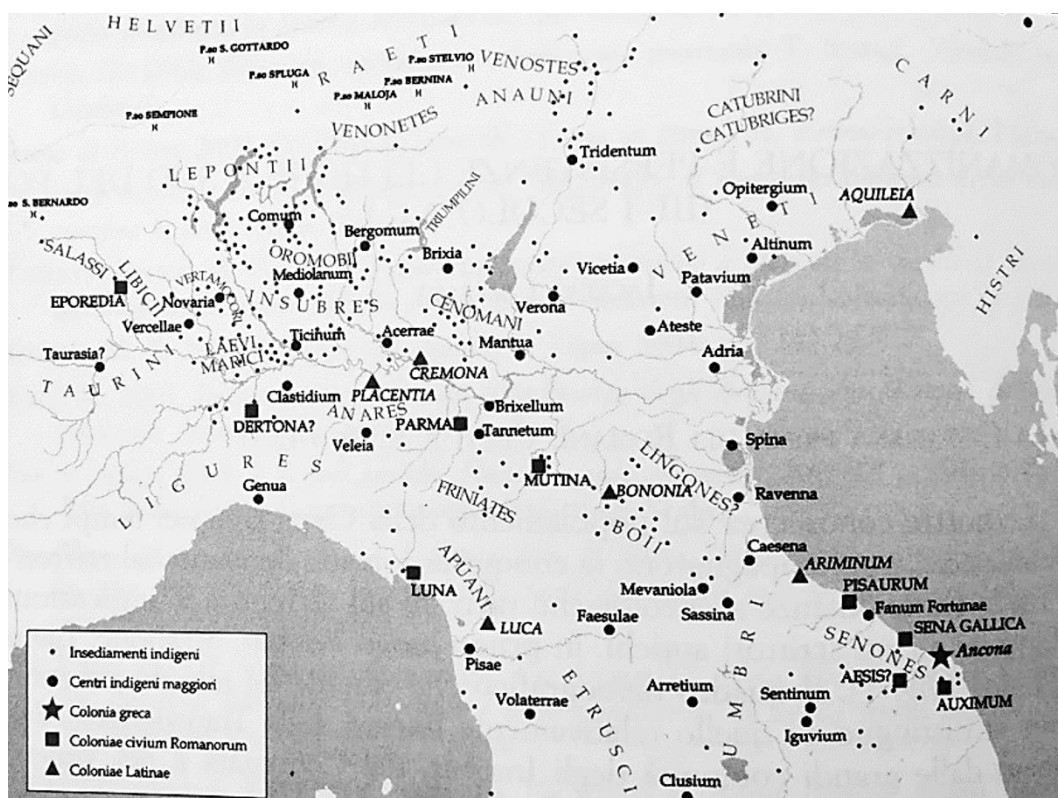 HELVETII
SEQUANI
P.so S. GOTTARDO
P.so SPLUGA
RAETI
P.so STELVIO
VENOSTES
P.so BERNINA
P.so MALOJA
ANAUNI
P.so SEMPIONE
VENONETES
CARNI
CATUBRINI
CATUBRIGES?
LEPONTII
Tridentum
P.so S. BERNARDO
TRIUMPILINI
Opitergium
AQUILEIA
Comum
Bergomum
VENETI
Altinum
SALASSI
LIBICII
OROMOBII
Brixia
Vicetia
Patavium
HISTRI
VERTAMOCORI
Mediolanum
EPOREDIA
Novaria
INSUBRES
CENOMANI
Verona
Vercellae
Ateste
Ticinum
Acerrae
Mantua
LAEVI
MARICI
Taurasia?
CREMONA
Adria
TAURINI
Clastidium
PLACENTIA
ANARES
Brixellum
DERTONA?
PARMA
Tannetum
Veleia
Spina
LIGURES
MUTINA
LINGONES?
Genua
FRINIATES
BONONIA
Ravenna
BOII
Caesena
APUANI
ARIMINUM
LUNA
Mevaniola
PISAURUM
Sassina
Fanum Fortunae
LUCA
Faesulae
SENA GALLICA
Pisae
SENONES
Ancona
UMBRI
AESIS?
ETRUSCI
Arretium
Sentinum
AUXIMUM
Volaterrae
Iguvium
Clusium
Insediamenti indigeni
Centri indigeni maggiori
Colonia greca
Coloniae civium Romanorum
Coloniae Latinae